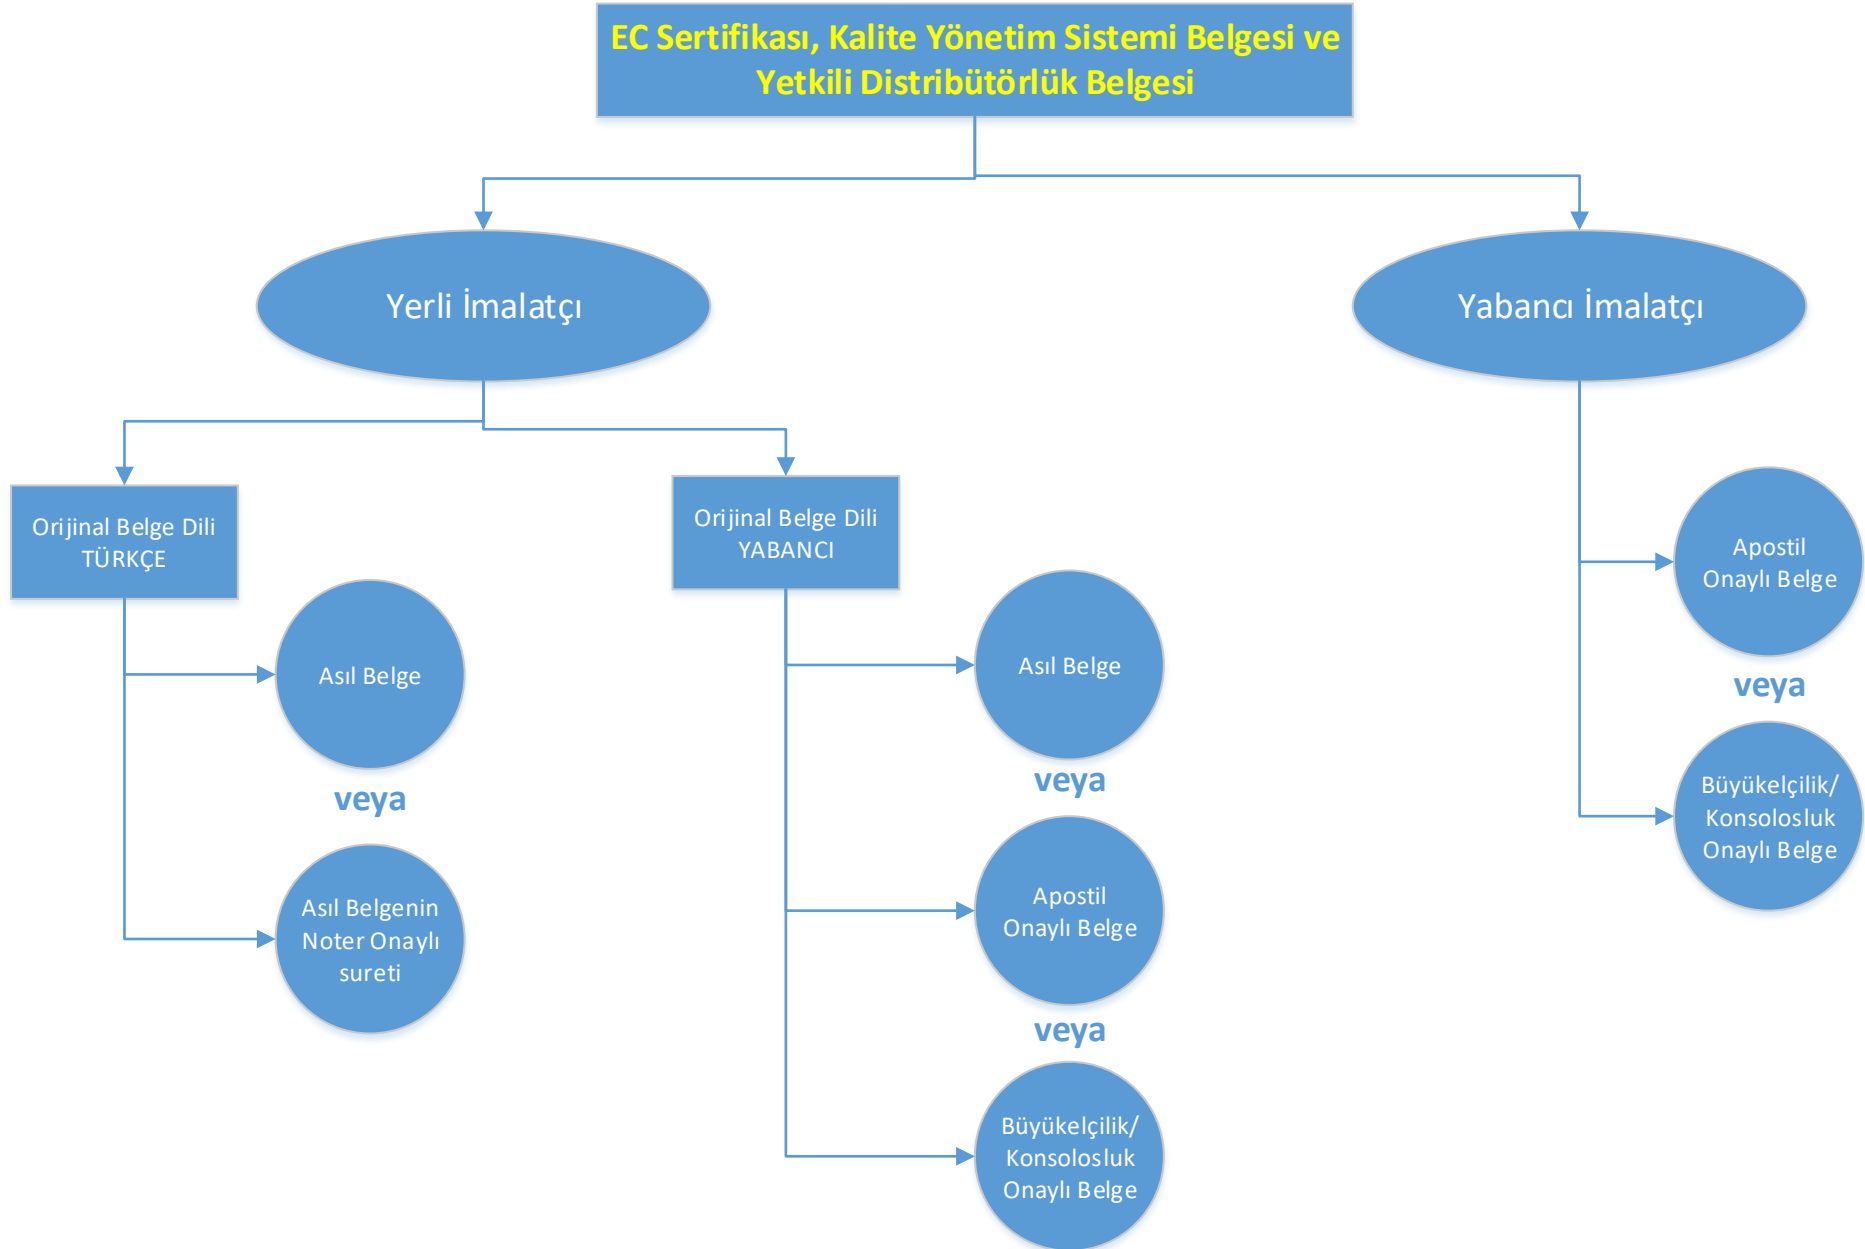 EC Sertifikası, Kalite Yönetim Sistemi Belgesi ve
Yetkili Distribütörlük Belgesi
Yerli İmalatçı
Yabancı İmalatçı
Orijinal Belge Dili
TÜRKÇE
Asıl Belge
veya
Asıl Belgenin
Noter Onaylı
sureti
Orijinal Belge Dili
YABANCI
Asıl Belge
veya
Apostil
Onaylı Belge
veya
Büyükelçilik/
Konsolosluk
Onaylı Belge
Apostil
Onaylı Belge
veya
Büyükelçilik/
Konsolosluk
Onaylı Belge